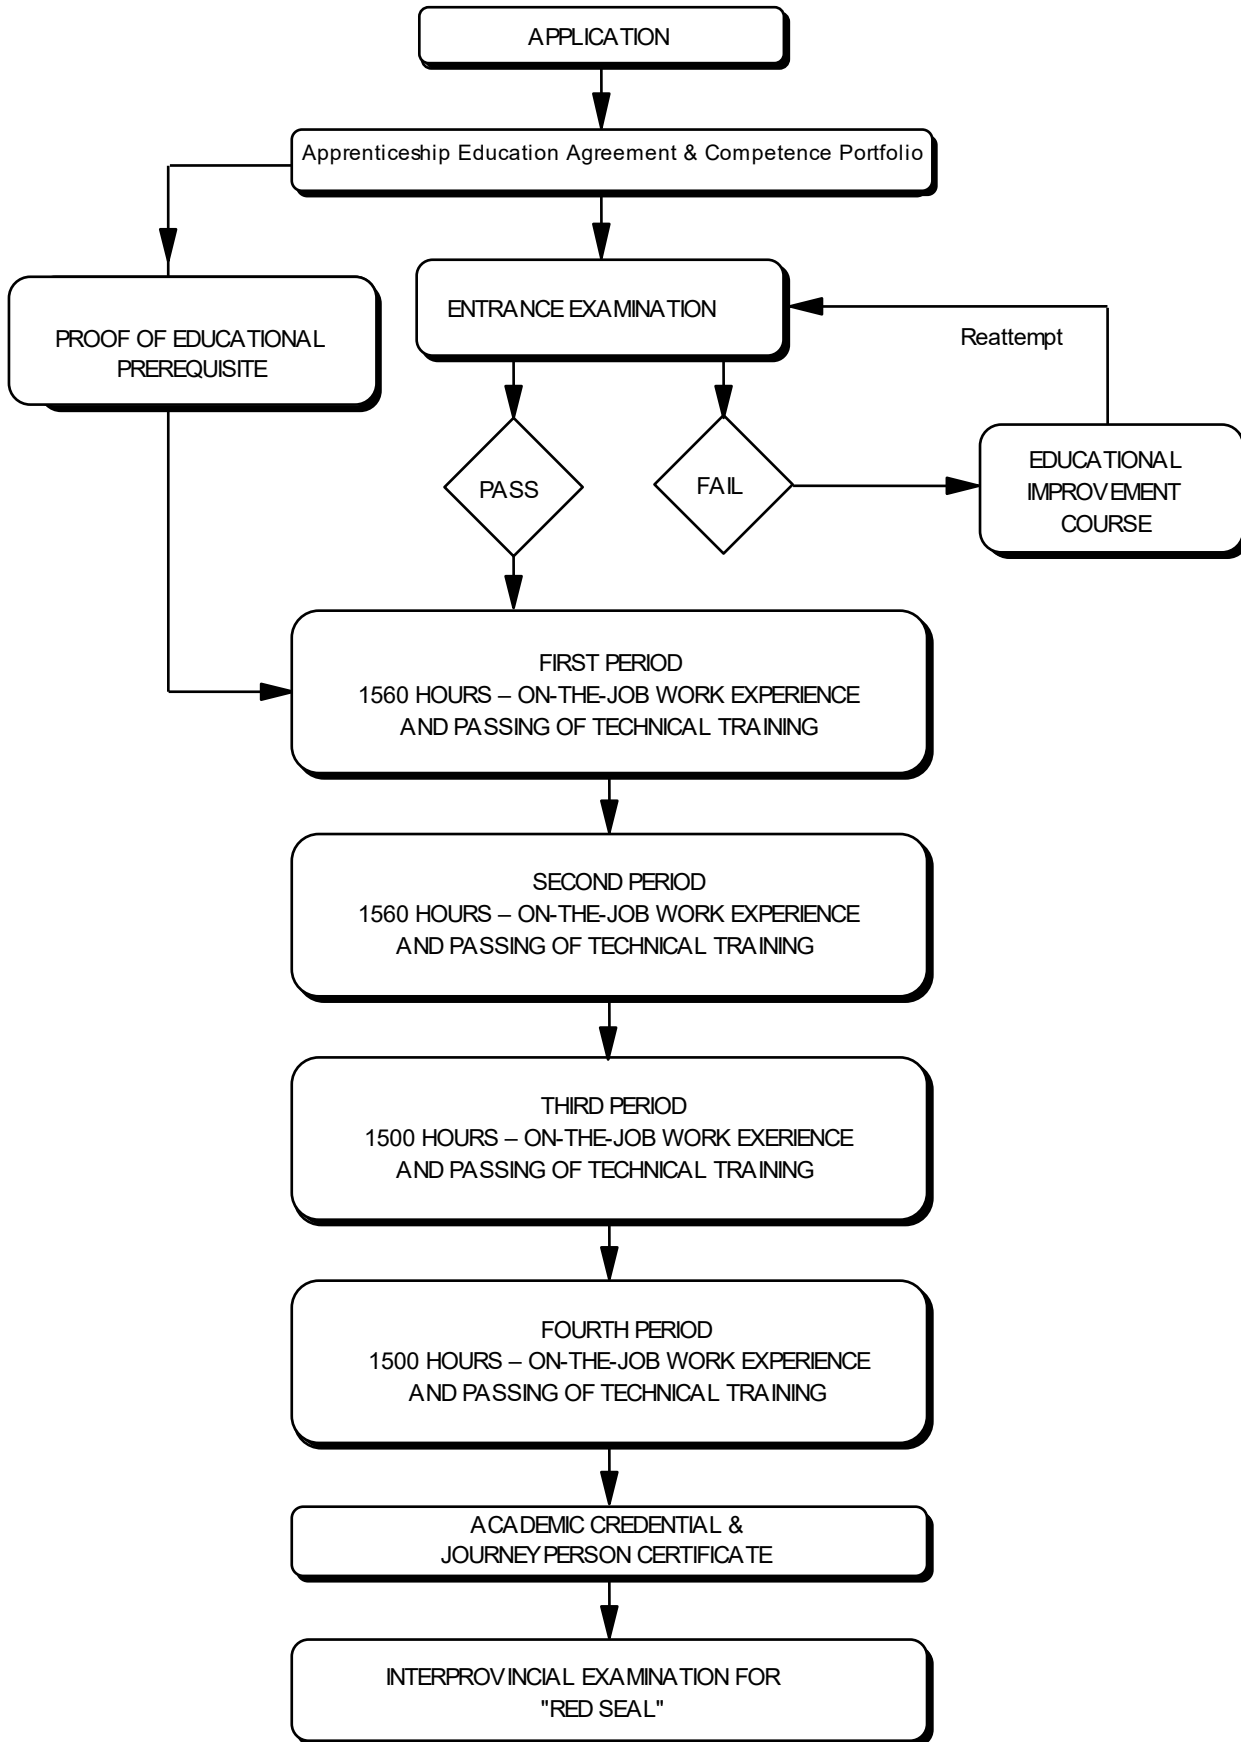 APPLICATION
Apprenticeship Education Agreement & Competence Portfolio
PROOF OF EDUCATIONAL
PREREQUISITE
ENTRANCE EXAMINATION
Reattempt
PASS
FAIL
EDUCATIONAL
IMPROVEMENT
COURSE
FIRST PERIOD
1560 HOURS – ON-THE-JOB WORK EXPERIENCE
AND PASSING OF TECHNICAL TRAINING
SECOND PERIOD
1560 HOURS – ON-THE-JOB WORK EXPERIENCE
AND PASSING OF TECHNICAL TRAINING
THIRD PERIOD
1500 HOURS – ON-THE-JOB WORK EXERIENCE
AND PASSING OF TECHNICAL TRAINING
FOURTH PERIOD
1500 HOURS – ON-THE-JOB WORK EXPERIENCE
AND PASSING OF TECHNICAL TRAINING
ACADEMIC CREDENTIAL &
JOURNEYPERSON CERTIFICATE
INTERPROVINCIAL EXAMINATION FOR
"RED SEAL"